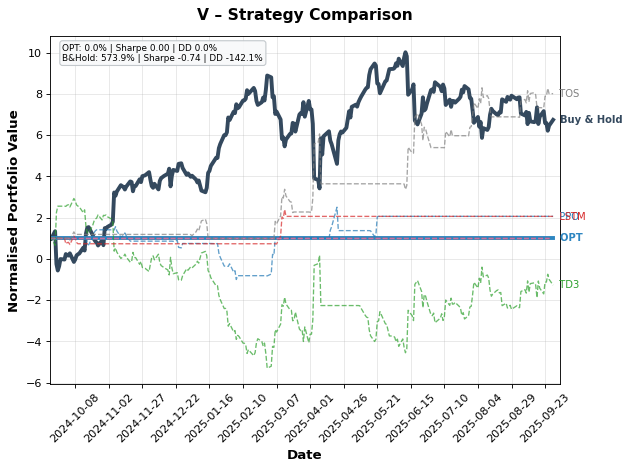 V – Strategy Comparison
OPT: 0.0% | Sharpe 0.00 | DD 0.0%
B&Hold: 573.9% | Sharpe -0.74 | DD -142.1%
Normalised Portfolio Value
10
8
6
4
2
0
−2
−4
−6
TOS
Buy & Hold
OPT
TD3
2024-10-08
2024-11-02
2024-11-27
2024-12-22
2025-01-16
2025-02-10
2025-03-07
2025-04-01
2025-04-26
2025-05-21
2025-06-15
2025-07-10
2025-08-04
2025-08-29
2025-09-23
Date